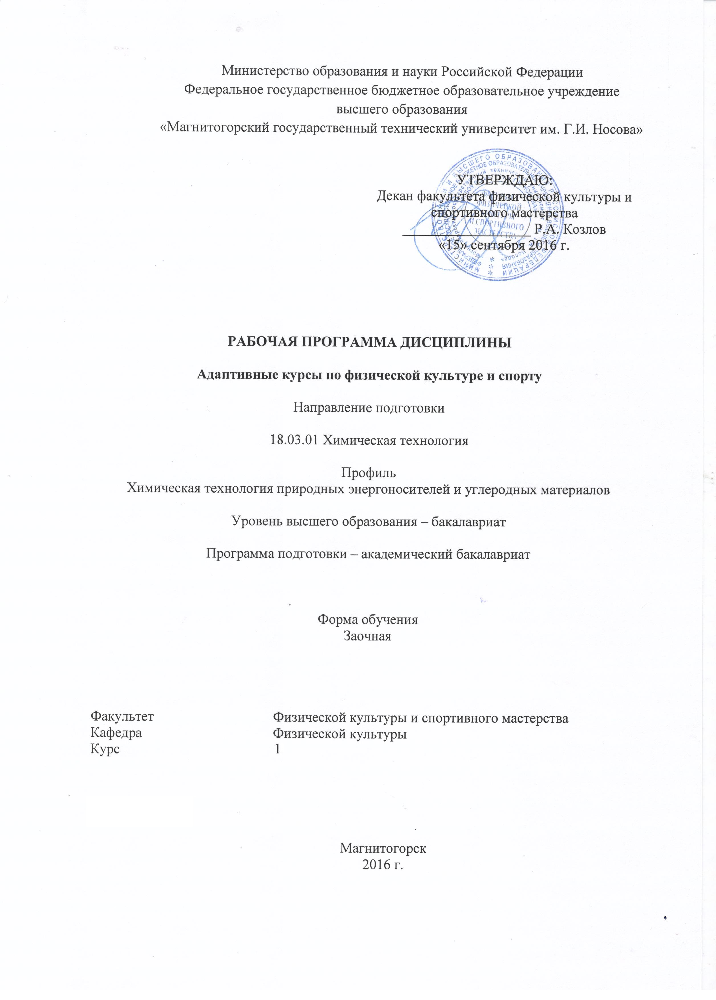 Министерство образования и науки Российской Федерации
Федеральное государственное бюджетное образовательное учреждение
высшего образования
«Магнитогорский государственный технический университет им. Г.И. Носова»
УТВЕРЖДАЮ:
Декан факультета физической культуры и
спортивного мастерства
Р.А. Козлов
«15» сентября 2016 г.
РАБОЧАЯ ПРОГРАММА ДИСЦИПЛИНЫ
Адаптивные курсы по физической культуре и спорту
Направление подготовки
18.03.01 Химическая технология
Профиль
Химическая технология природных энергоносителей и углеродных материалов
Уровень высшего образования – бакалавриат
Программа подготовки – академический бакалавриат
Форма обучения
Заочная
Факультет Физической культуры и спортивного мастерства
Кафедра Физической культуры
Курс 1
Магнитогорск
2016 г.